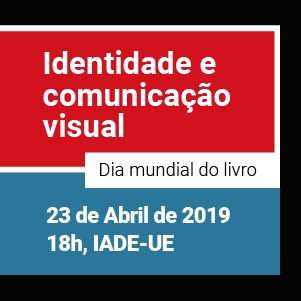 Identidade e
comunicação
visual
Dia mundial do livro
23 de Abril de 2019
18h, IADE-UE